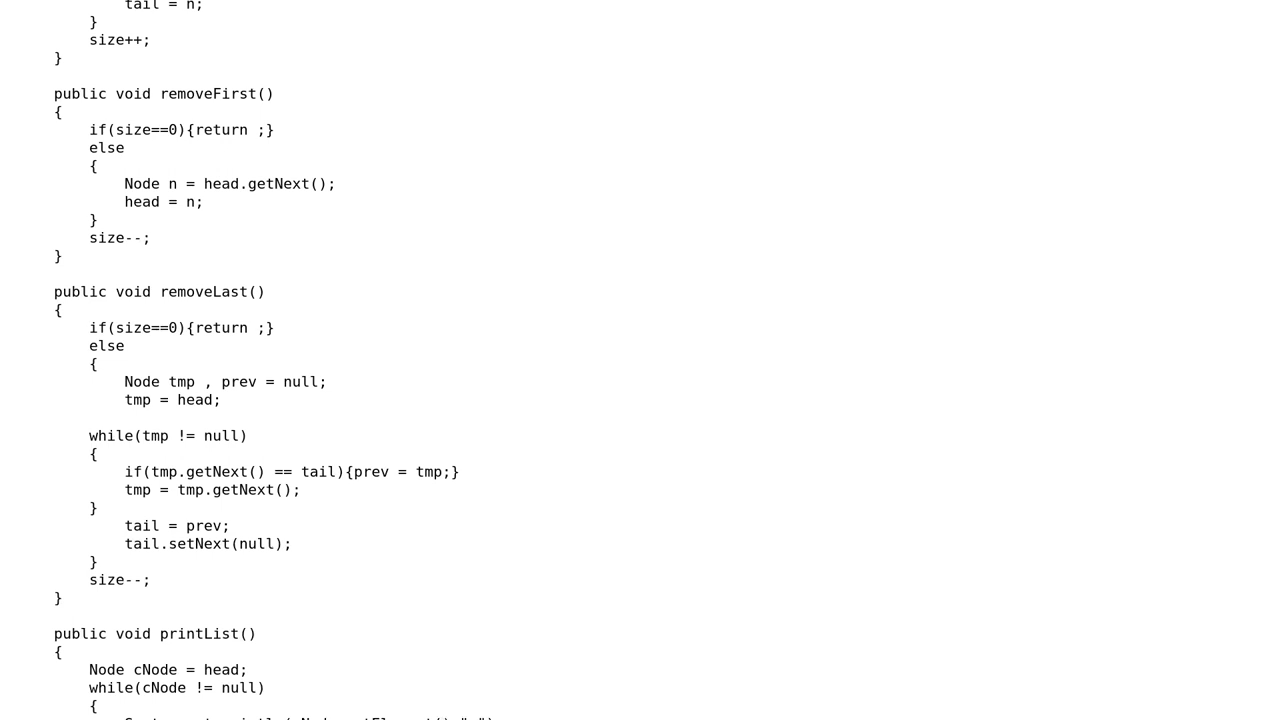 tail = n;
}
size++;
}
public void removeFirst()
{
if(size==0){return ;}
else
{
Node n = head.getNext();
head = n;
}
size--;
}
public void removeLast()
{
if(size==0){return ;}
else
{
Node tmp , prev = null;
tmp = head;
while(tmp != null)
{
if(tmp.getNext() == tail){prev = tmp;}
tmp = tmp.getNext();
}
tail = prev;
tail.setNext(null);
}
size--;
}
public void printList()
{
Node cNode = head;
while(cNode != null)
{